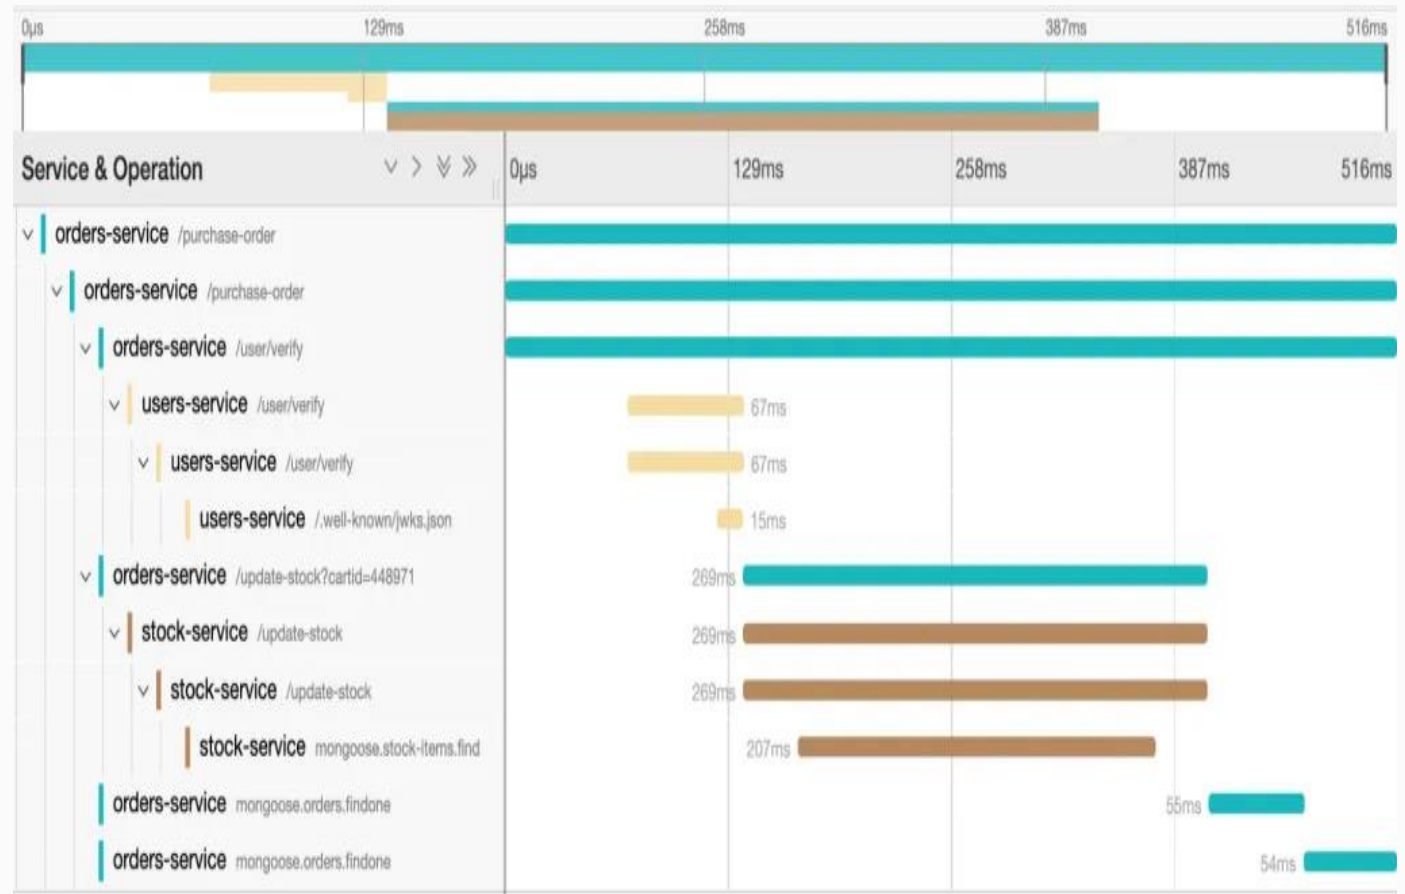 0μs 129ms 258ms 387ms 516ms
Service & Operation 0μs 129ms 258ms 387ms 516ms
orders-service /purchase-order
orders-service /purchase-order
orders-service /user/verify
users-service /user/verify 67ms
users-service /user/verify 67ms
users-service /.well-known/jwks.json 15ms
orders-service /update-stock?cartid=448971 269ms
stock-service /update-stock 269ms
stock-service /update-stock 269ms
stock-service mongoose.stock-items.find 207ms
orders-service mongoose.orders.findone 55ms
orders-service mongoose.orders.findone 54ms